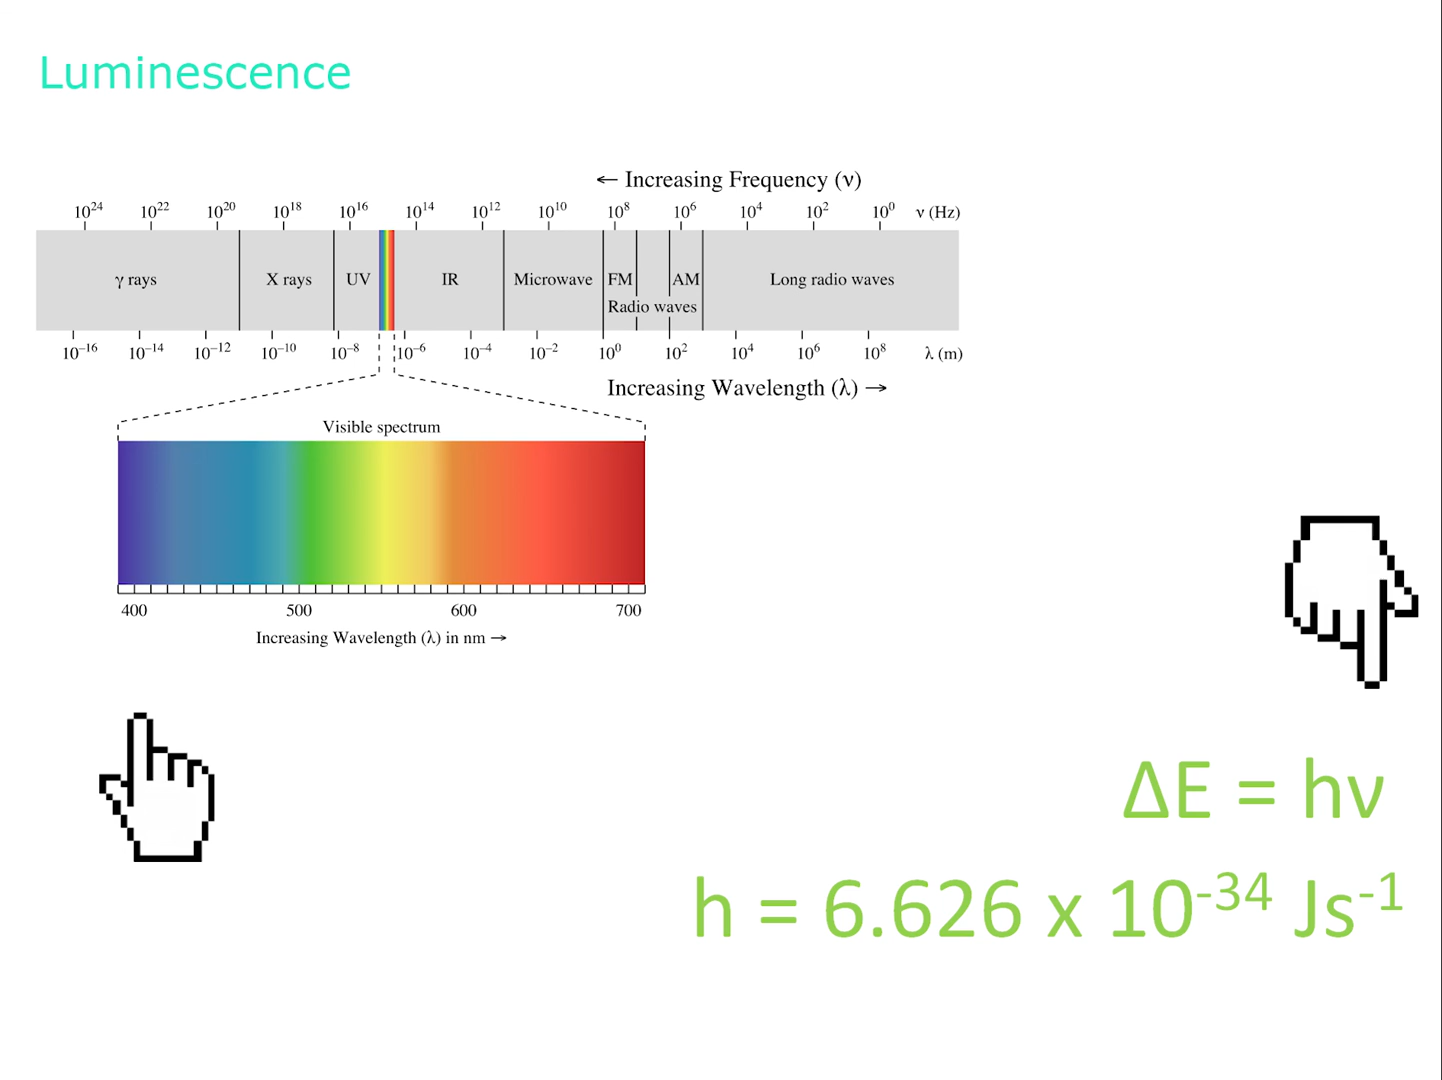 Luminescence
← Increasing Frequency (ν)
10²⁴ 10²² 10²⁰ 10¹⁸ 10¹⁶ 10¹⁴ 10¹² 10¹⁰ 10⁸ 10⁶ 10⁴ 10² 10⁰ ν (Hz)
γ rays X rays UV IR Microwave FM AM Long radio waves
Radio waves
10⁻¹⁶ 10⁻¹⁴ 10⁻¹² 10⁻¹⁰ 10⁻⁸ 10⁻⁶ 10⁻⁴ 10⁻² 10⁰ 10² 10⁴ 10⁶ 10⁸ λ (m)
Increasing Wavelength (λ) →
Visible spectrum
400 500 600 700
Increasing Wavelength (λ) in nm →
ΔE = hν
h = 6.626 x 10⁻³⁴ Js⁻¹